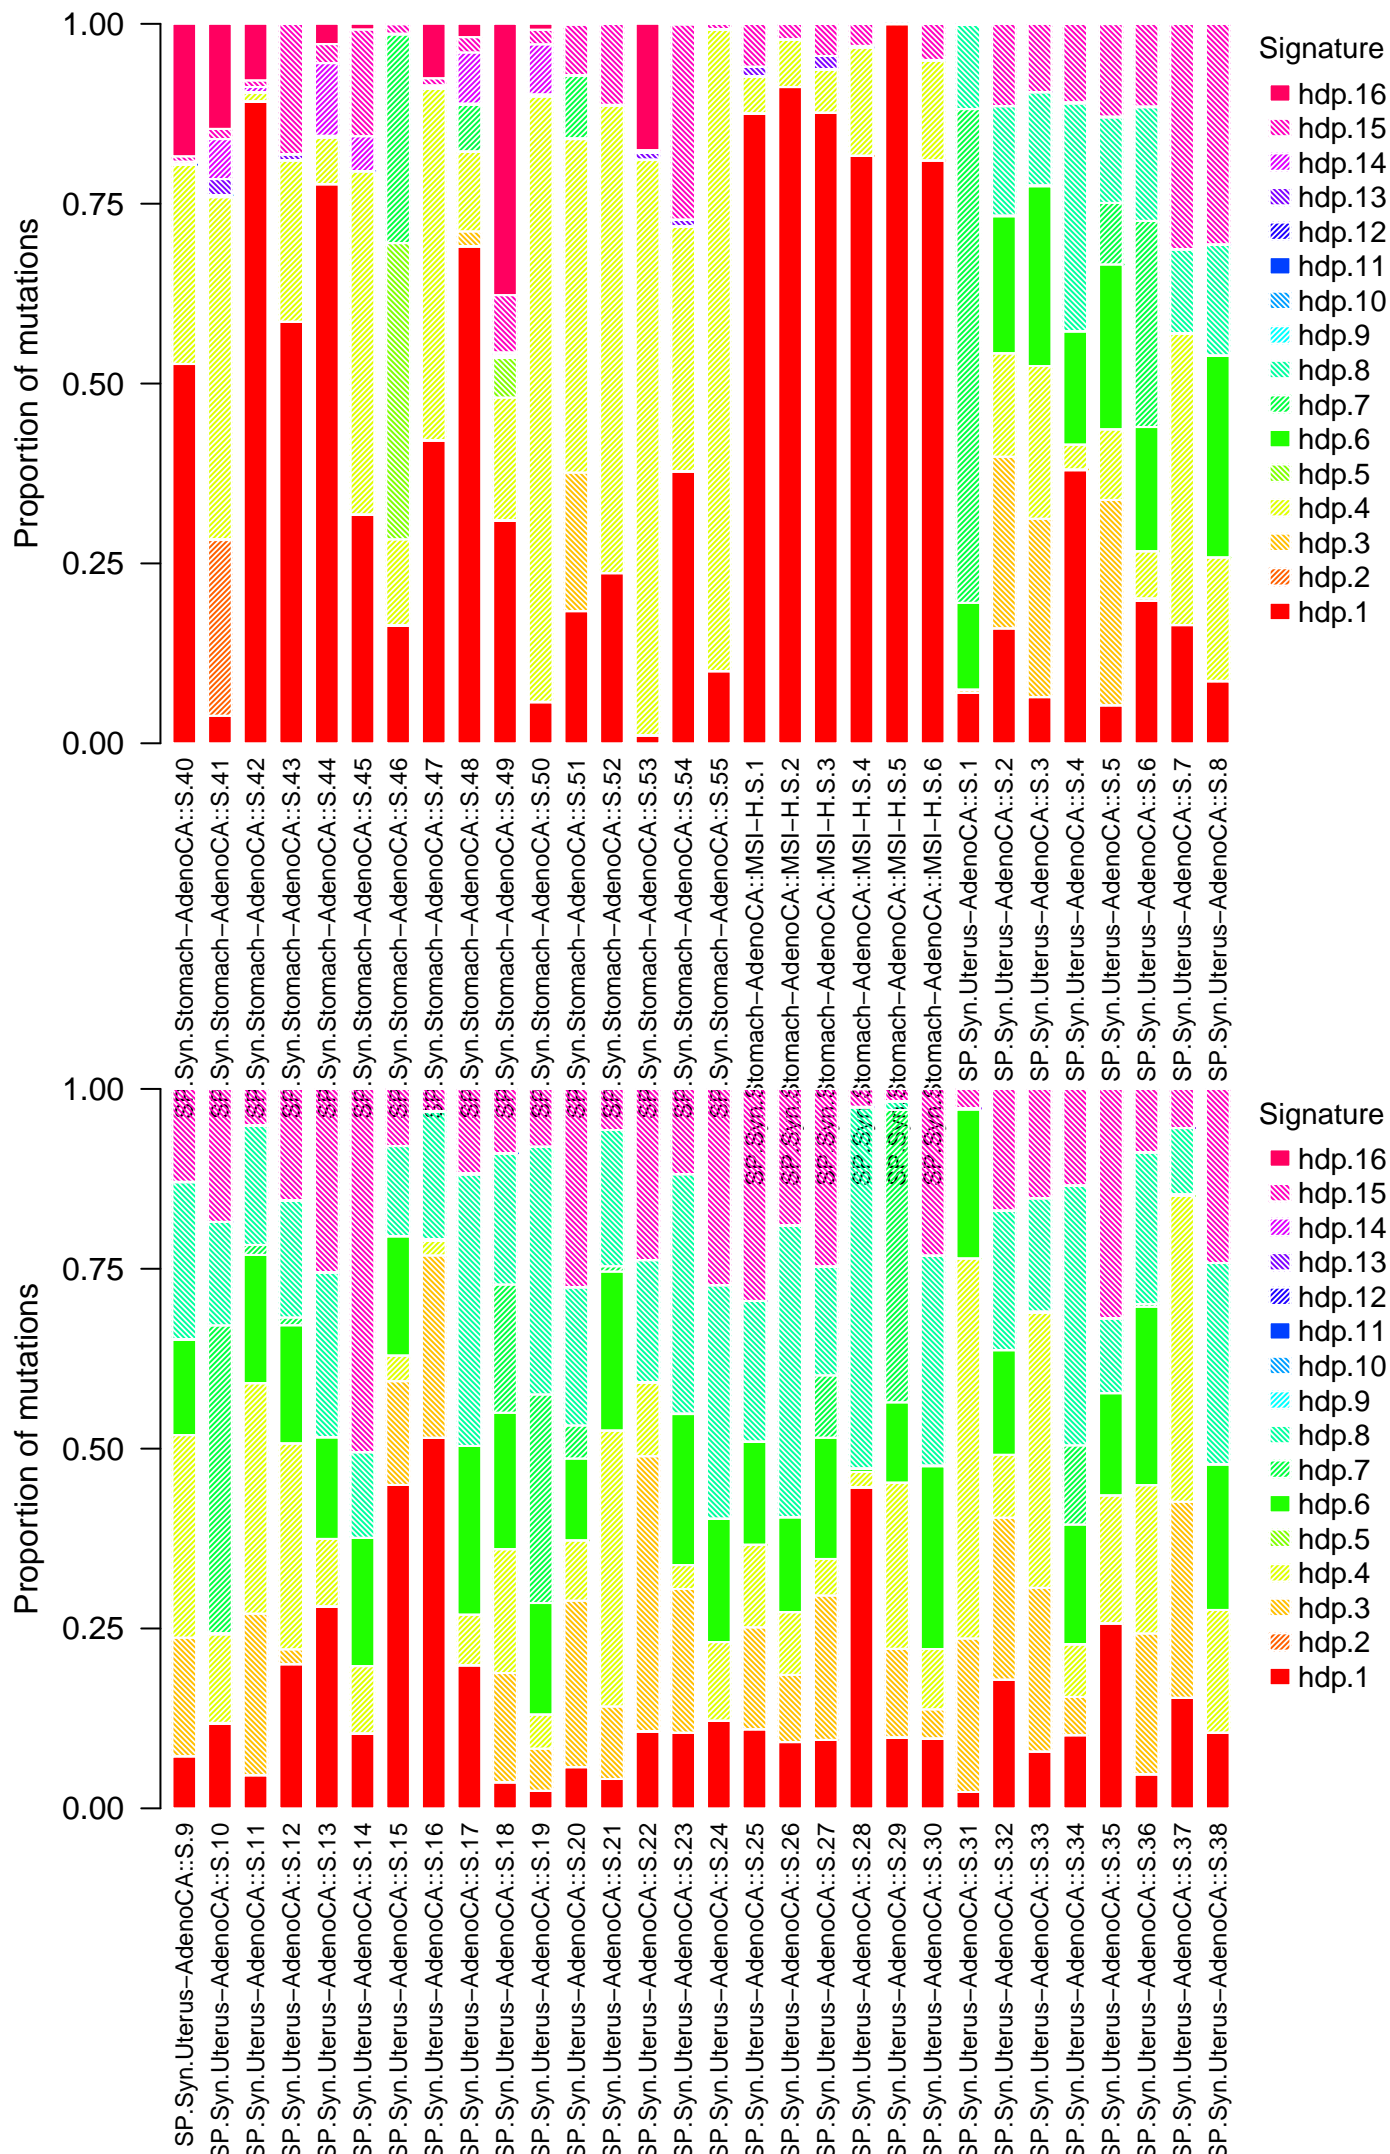 Proportion of mutations
1.00
0.75
0.50
0.25
0.00
SP.Syn.Stomach−AdenoCA::S.40
SP.Syn.Stomach−AdenoCA::S.41
SP.Syn.Stomach−AdenoCA::S.42
SP.Syn.Stomach−AdenoCA::S.43
SP.Syn.Stomach−AdenoCA::S.44
SP.Syn.Stomach−AdenoCA::S.45
SP.Syn.Stomach−AdenoCA::S.46
SP.Syn.Stomach−AdenoCA::S.47
SP.Syn.Stomach−AdenoCA::S.48
SP.Syn.Stomach−AdenoCA::S.49
SP.Syn.Stomach−AdenoCA::S.50
SP.Syn.Stomach−AdenoCA::S.51
SP.Syn.Stomach−AdenoCA::S.52
SP.Syn.Stomach−AdenoCA::S.53
SP.Syn.Stomach−AdenoCA::S.54
SP.Syn.Stomach−AdenoCA::S.55
SP.Syn.Stomach−AdenoCA::MSI−H.S.1
SP.Syn.Stomach−AdenoCA::MSI−H.S.2
SP.Syn.Stomach−AdenoCA::MSI−H.S.3
SP.Syn.Stomach−AdenoCA::MSI−H.S.4
SP.Syn.Stomach−AdenoCA::MSI−H.S.5
SP.Syn.Stomach−AdenoCA::MSI−H.S.6
SP.Syn.Uterus−AdenoCA::S.1
SP.Syn.Uterus−AdenoCA::S.2
SP.Syn.Uterus−AdenoCA::S.3
SP.Syn.Uterus−AdenoCA::S.4
SP.Syn.Uterus−AdenoCA::S.5
SP.Syn.Uterus−AdenoCA::S.6
SP.Syn.Uterus−AdenoCA::S.7
SP.Syn.Uterus−AdenoCA::S.8
Signature
hdp.16
hdp.15
hdp.14
hdp.13
hdp.12
hdp.11
hdp.10
hdp.9
hdp.8
hdp.7
hdp.6
hdp.5
hdp.4
hdp.3
hdp.2
hdp.1
Proportion of mutations
1.00
0.75
0.50
0.25
0.00
SP.Syn.Uterus−AdenoCA::S.9
SP.Syn.Uterus−AdenoCA::S.10
SP.Syn.Uterus−AdenoCA::S.11
SP.Syn.Uterus−AdenoCA::S.12
SP.Syn.Uterus−AdenoCA::S.13
SP.Syn.Uterus−AdenoCA::S.14
SP.Syn.Uterus−AdenoCA::S.15
SP.Syn.Uterus−AdenoCA::S.16
SP.Syn.Uterus−AdenoCA::S.17
SP.Syn.Uterus−AdenoCA::S.18
SP.Syn.Uterus−AdenoCA::S.19
SP.Syn.Uterus−AdenoCA::S.20
SP.Syn.Uterus−AdenoCA::S.21
SP.Syn.Uterus−AdenoCA::S.22
SP.Syn.Uterus−AdenoCA::S.23
SP.Syn.Uterus−AdenoCA::S.24
SP.Syn.Uterus−AdenoCA::S.25
SP.Syn.Uterus−AdenoCA::S.26
SP.Syn.Uterus−AdenoCA::S.27
SP.Syn.Uterus−AdenoCA::S.28
SP.Syn.Uterus−AdenoCA::S.29
SP.Syn.Uterus−AdenoCA::S.30
SP.Syn.Uterus−AdenoCA::S.31
SP.Syn.Uterus−AdenoCA::S.32
SP.Syn.Uterus−AdenoCA::S.33
SP.Syn.Uterus−AdenoCA::S.34
SP.Syn.Uterus−AdenoCA::S.35
SP.Syn.Uterus−AdenoCA::S.36
SP.Syn.Uterus−AdenoCA::S.37
SP.Syn.Uterus−AdenoCA::S.38
Signature
hdp.16
hdp.15
hdp.14
hdp.13
hdp.12
hdp.11
hdp.10
hdp.9
hdp.8
hdp.7
hdp.6
hdp.5
hdp.4
hdp.3
hdp.2
hdp.1